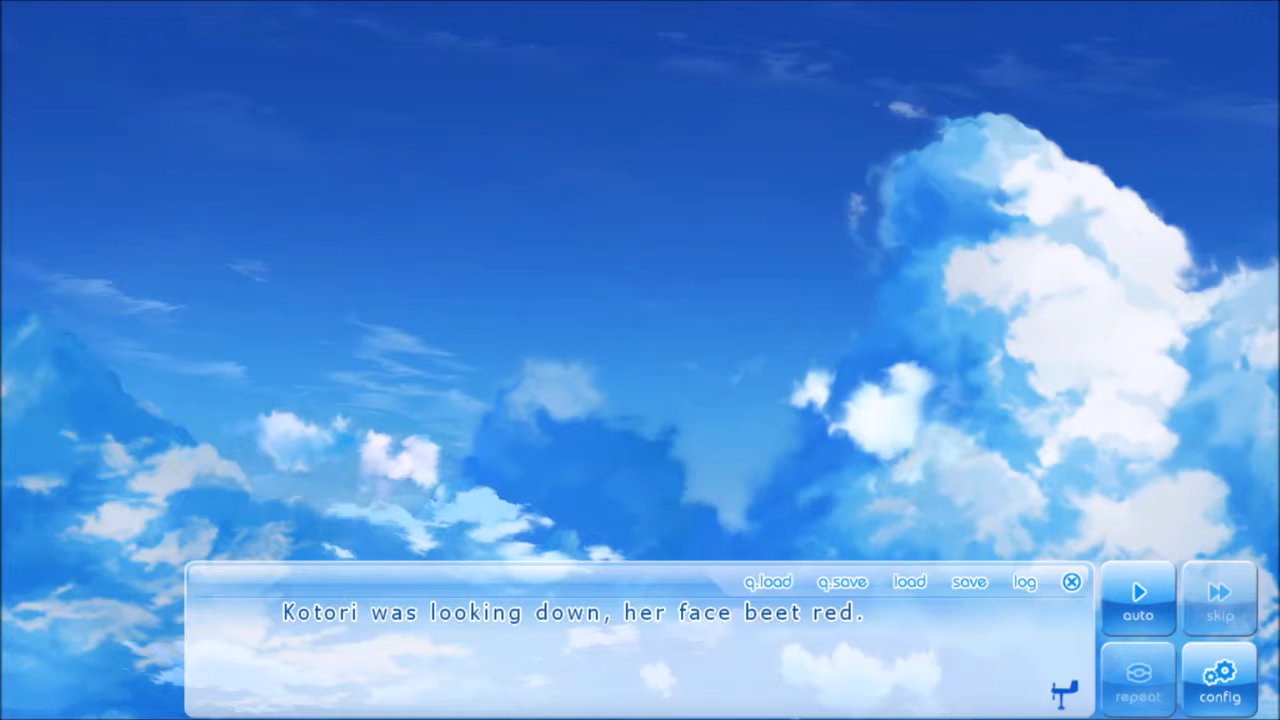 q.load q.save load save log
Kotori was looking down, her face beet red.
auto
skip
repeat
config